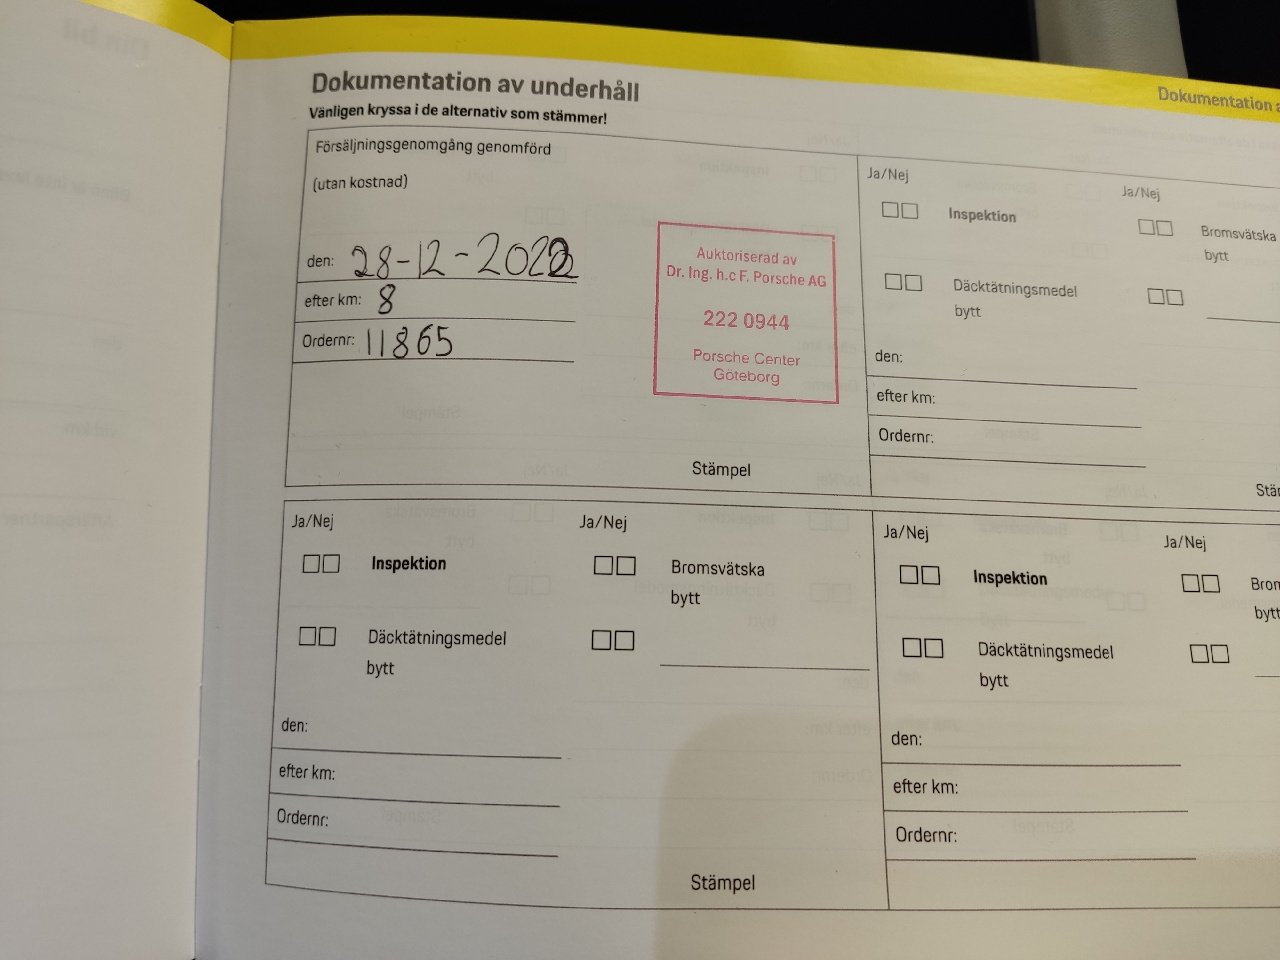 Dokumentation av underhåll
Vänligen kryssa i de alternativ som stämmer!
Försäljningsgenomgång genomförd
(utan kostnad)
den: 28-12-2022
efter km: 8
Ordernr: 11865
Auktoriserad av
Dr. Ing. h.c F. Porsche AG
222 0944
Porsche Center
Göteborg
Stämpel
Dokumentation
Ja/Nej Ja/Nej
Inspektion Bromsvätska
bytt
Däcktätningsmedel
bytt
den:
efter km:
Ordernr:
Ja/Nej Ja/Nej
Inspektion Bromsvätska
bytt
Däcktätningsmedel
bytt
den:
efter km:
Ordernr:
Stämpel
Ja/Nej Ja/Nej
Inspektion
bytt
Däcktätningsmedel
bytt
den:
efter km:
Ordernr: